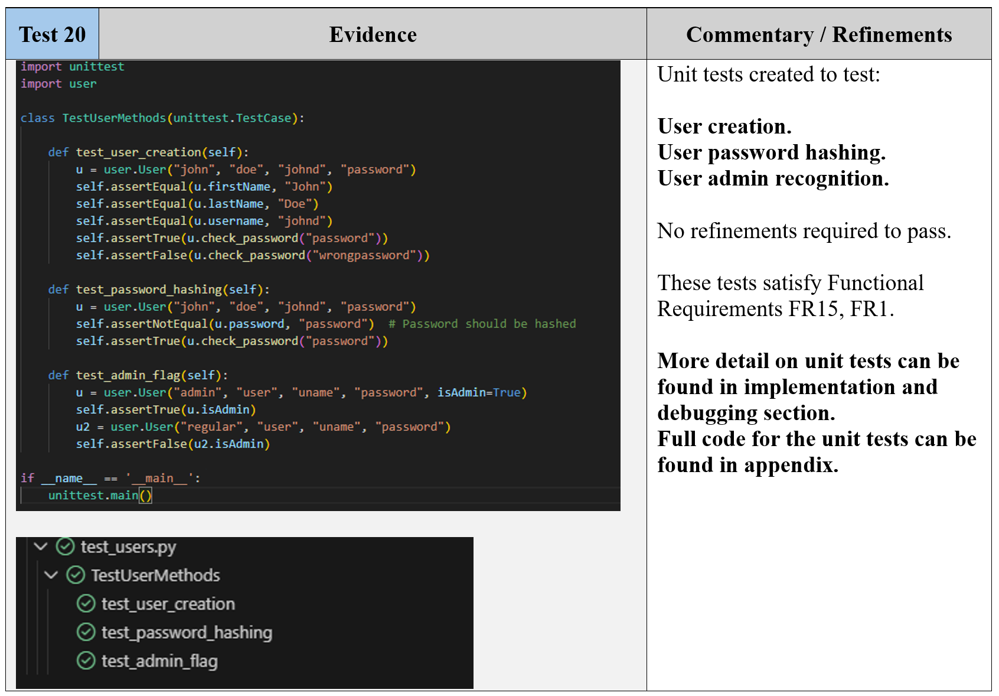 Test 20
Evidence
Commentary / Refinements
import unittest
import user
class TestUserMethods(unittest.TestCase):
def test_user_creation(self):
u = user.User("john", "doe", "johnd", "password")
self.assertEqual(u.firstName, "John")
self.assertEqual(u.lastName, "Doe")
self.assertEqual(u.username, "johnd")
self.assertTrue(u.check_password("password"))
self.assertFalse(u.check_password("wrongpassword"))
def test_password_hashing(self):
u = user.User("john", "doe", "johnd", "password")
self.assertNotEqual(u.password, "password")  # Password should be hashed
self.assertTrue(u.check_password("password"))
def test_admin_flag(self):
u = user.User("admin", "user", "uname", "password", isAdmin=True)
self.assertTrue(u.isAdmin)
u2 = user.User("regular", "user", "uname", "password")
self.assertFalse(u2.isAdmin)
if __name__ == '__main__':
unittest.main()
test_users.py
TestUserMethods
test_user_creation
test_password_hashing
test_admin_flag
Unit tests created to test:
User creation.
User password hashing.
User admin recognition.
No refinements required to pass.
These tests satisfy Functional
Requirements FR15, FR1.
More detail on unit tests can be
found in implementation and
debugging section.
Full code for the unit tests can be
found in appendix.